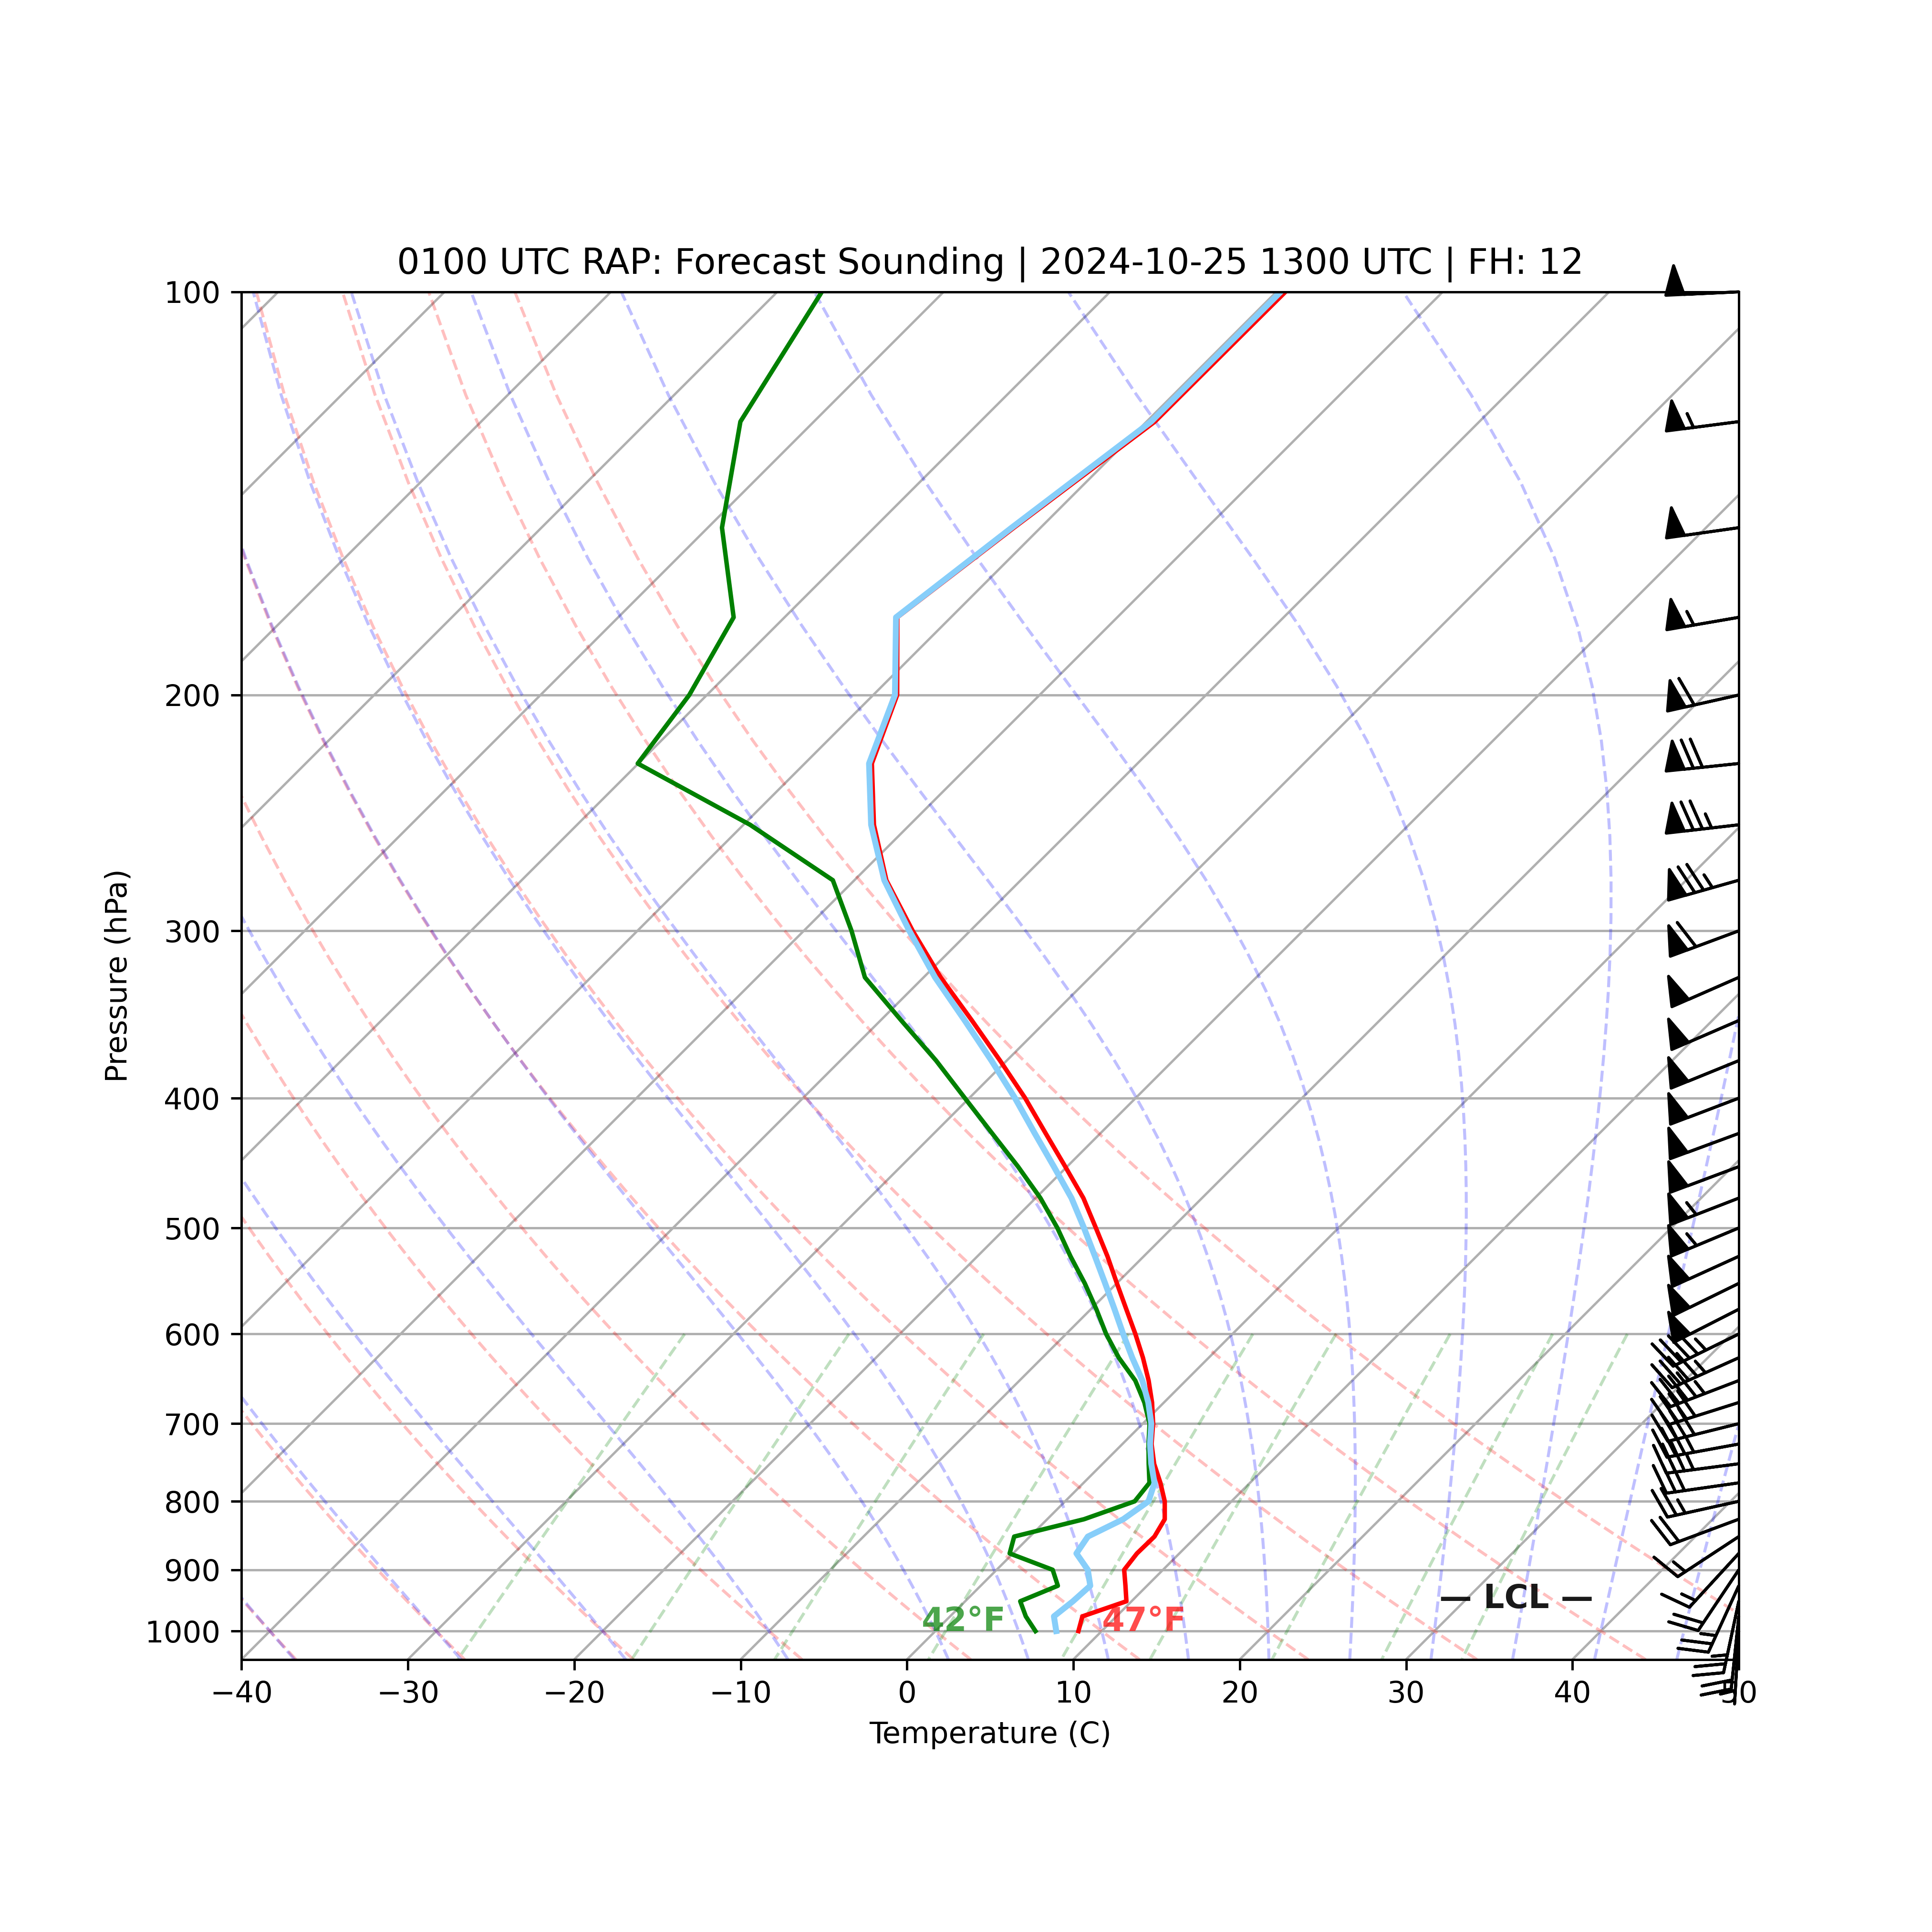 0100 UTC RAP: Forecast Sounding | 2024-10-25 1300 UTC | FH: 12
100
200
300
400
500
600
700
800
900
1000
Pressure (hPa)
— LCL —
42°F 47°F
−40 −30 −20 −10 0 10 20 30 40 50
Temperature (C)